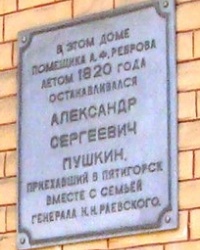 В ЭТОМ ДОМЕ
ПОМЕЩИКА А.Ф. РЕБРОВА
ЛЕТОМ 1820 ГОДА
ОСТАНАВЛИВАЛСЯ
АЛЕКСАНДР
СЕРГЕЕВИЧ
ПУШКИН,
ПРИЕХАВШИЙ В ПЯТИГОРСК
ВМЕСТЕ С СЕМЬЕЙ
ГЕНЕРАЛА Н.Н. РАЕВСКОГО.